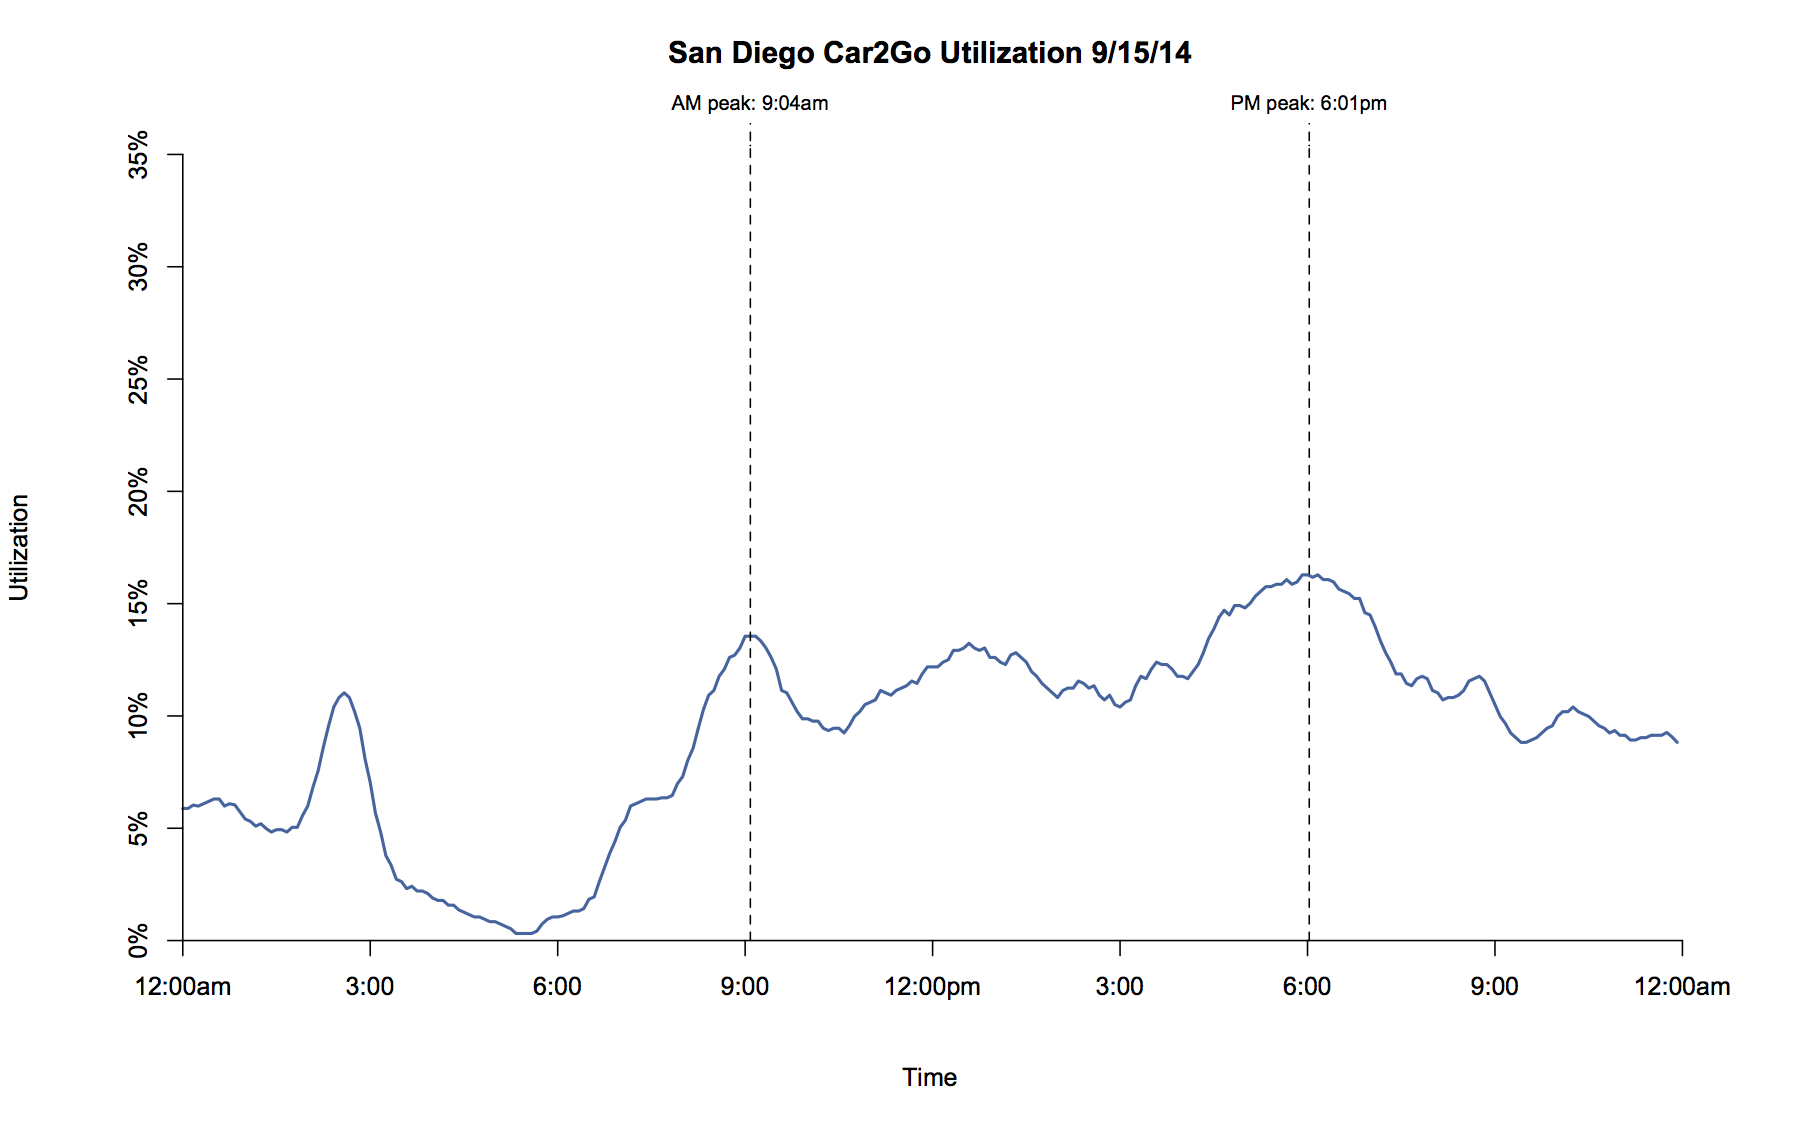 San Diego Car2Go Utilization 9/15/14
AM peak: 9:04am
PM peak: 6:01pm
35%
30%
25%
20%
15%
10%
5%
0%
Utilization
12:00am 3:00 6:00 9:00 12:00pm 3:00 6:00 9:00 12:00am
Time